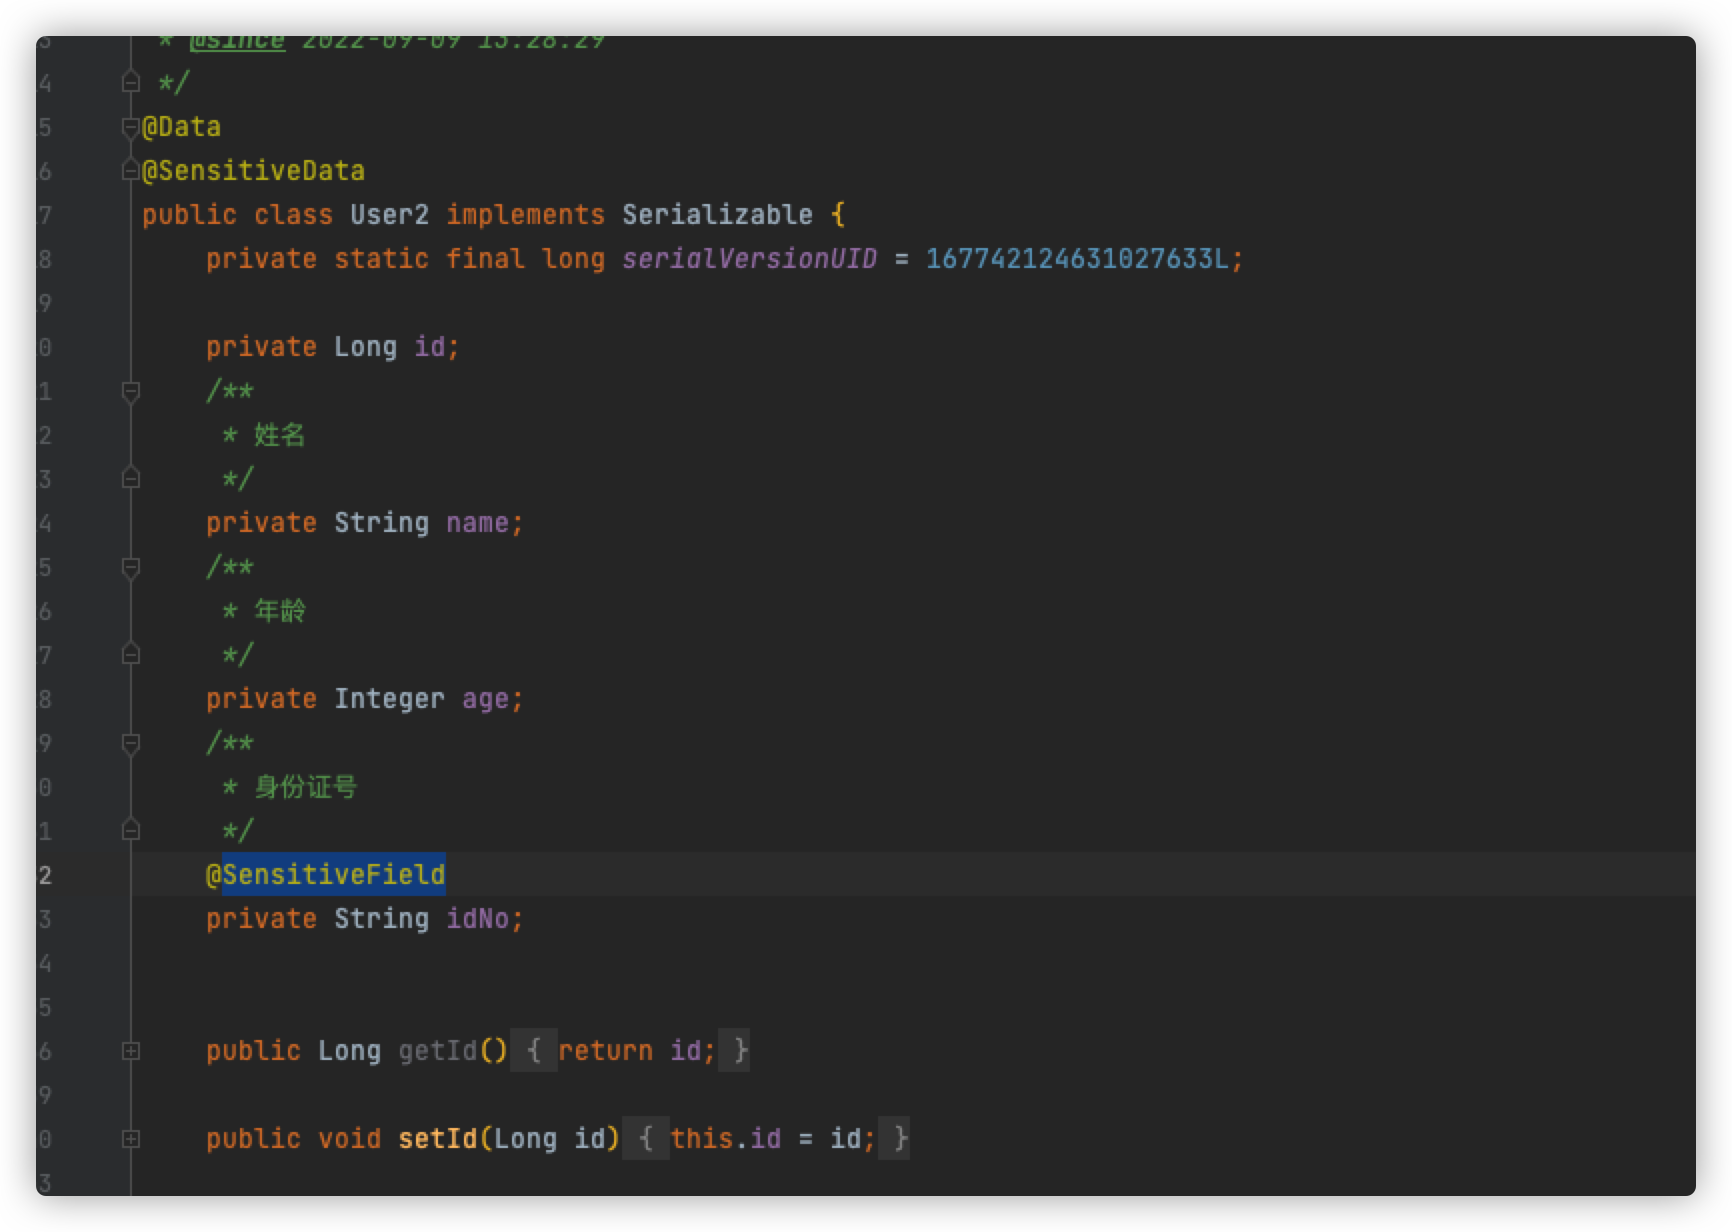 3 * @since 2022-09-09 13:28:29
4 */
5 @Data
6 @SensitiveData
7 public class User2 implements Serializable {
8 private static final long serialVersionUID = 167742124631027633L;
9
0 private Long id;
1 /**
2 * 姓名
3 */
4 private String name;
5 /**
6 * 年龄
7 */
8 private Integer age;
9 /**
0 * 身份证号
1 */
2 @SensitiveField
3 private String idNo;
4
5
6 public Long getId() { return id; }
9
0 public void setId(Long id) { this.id = id; }
3